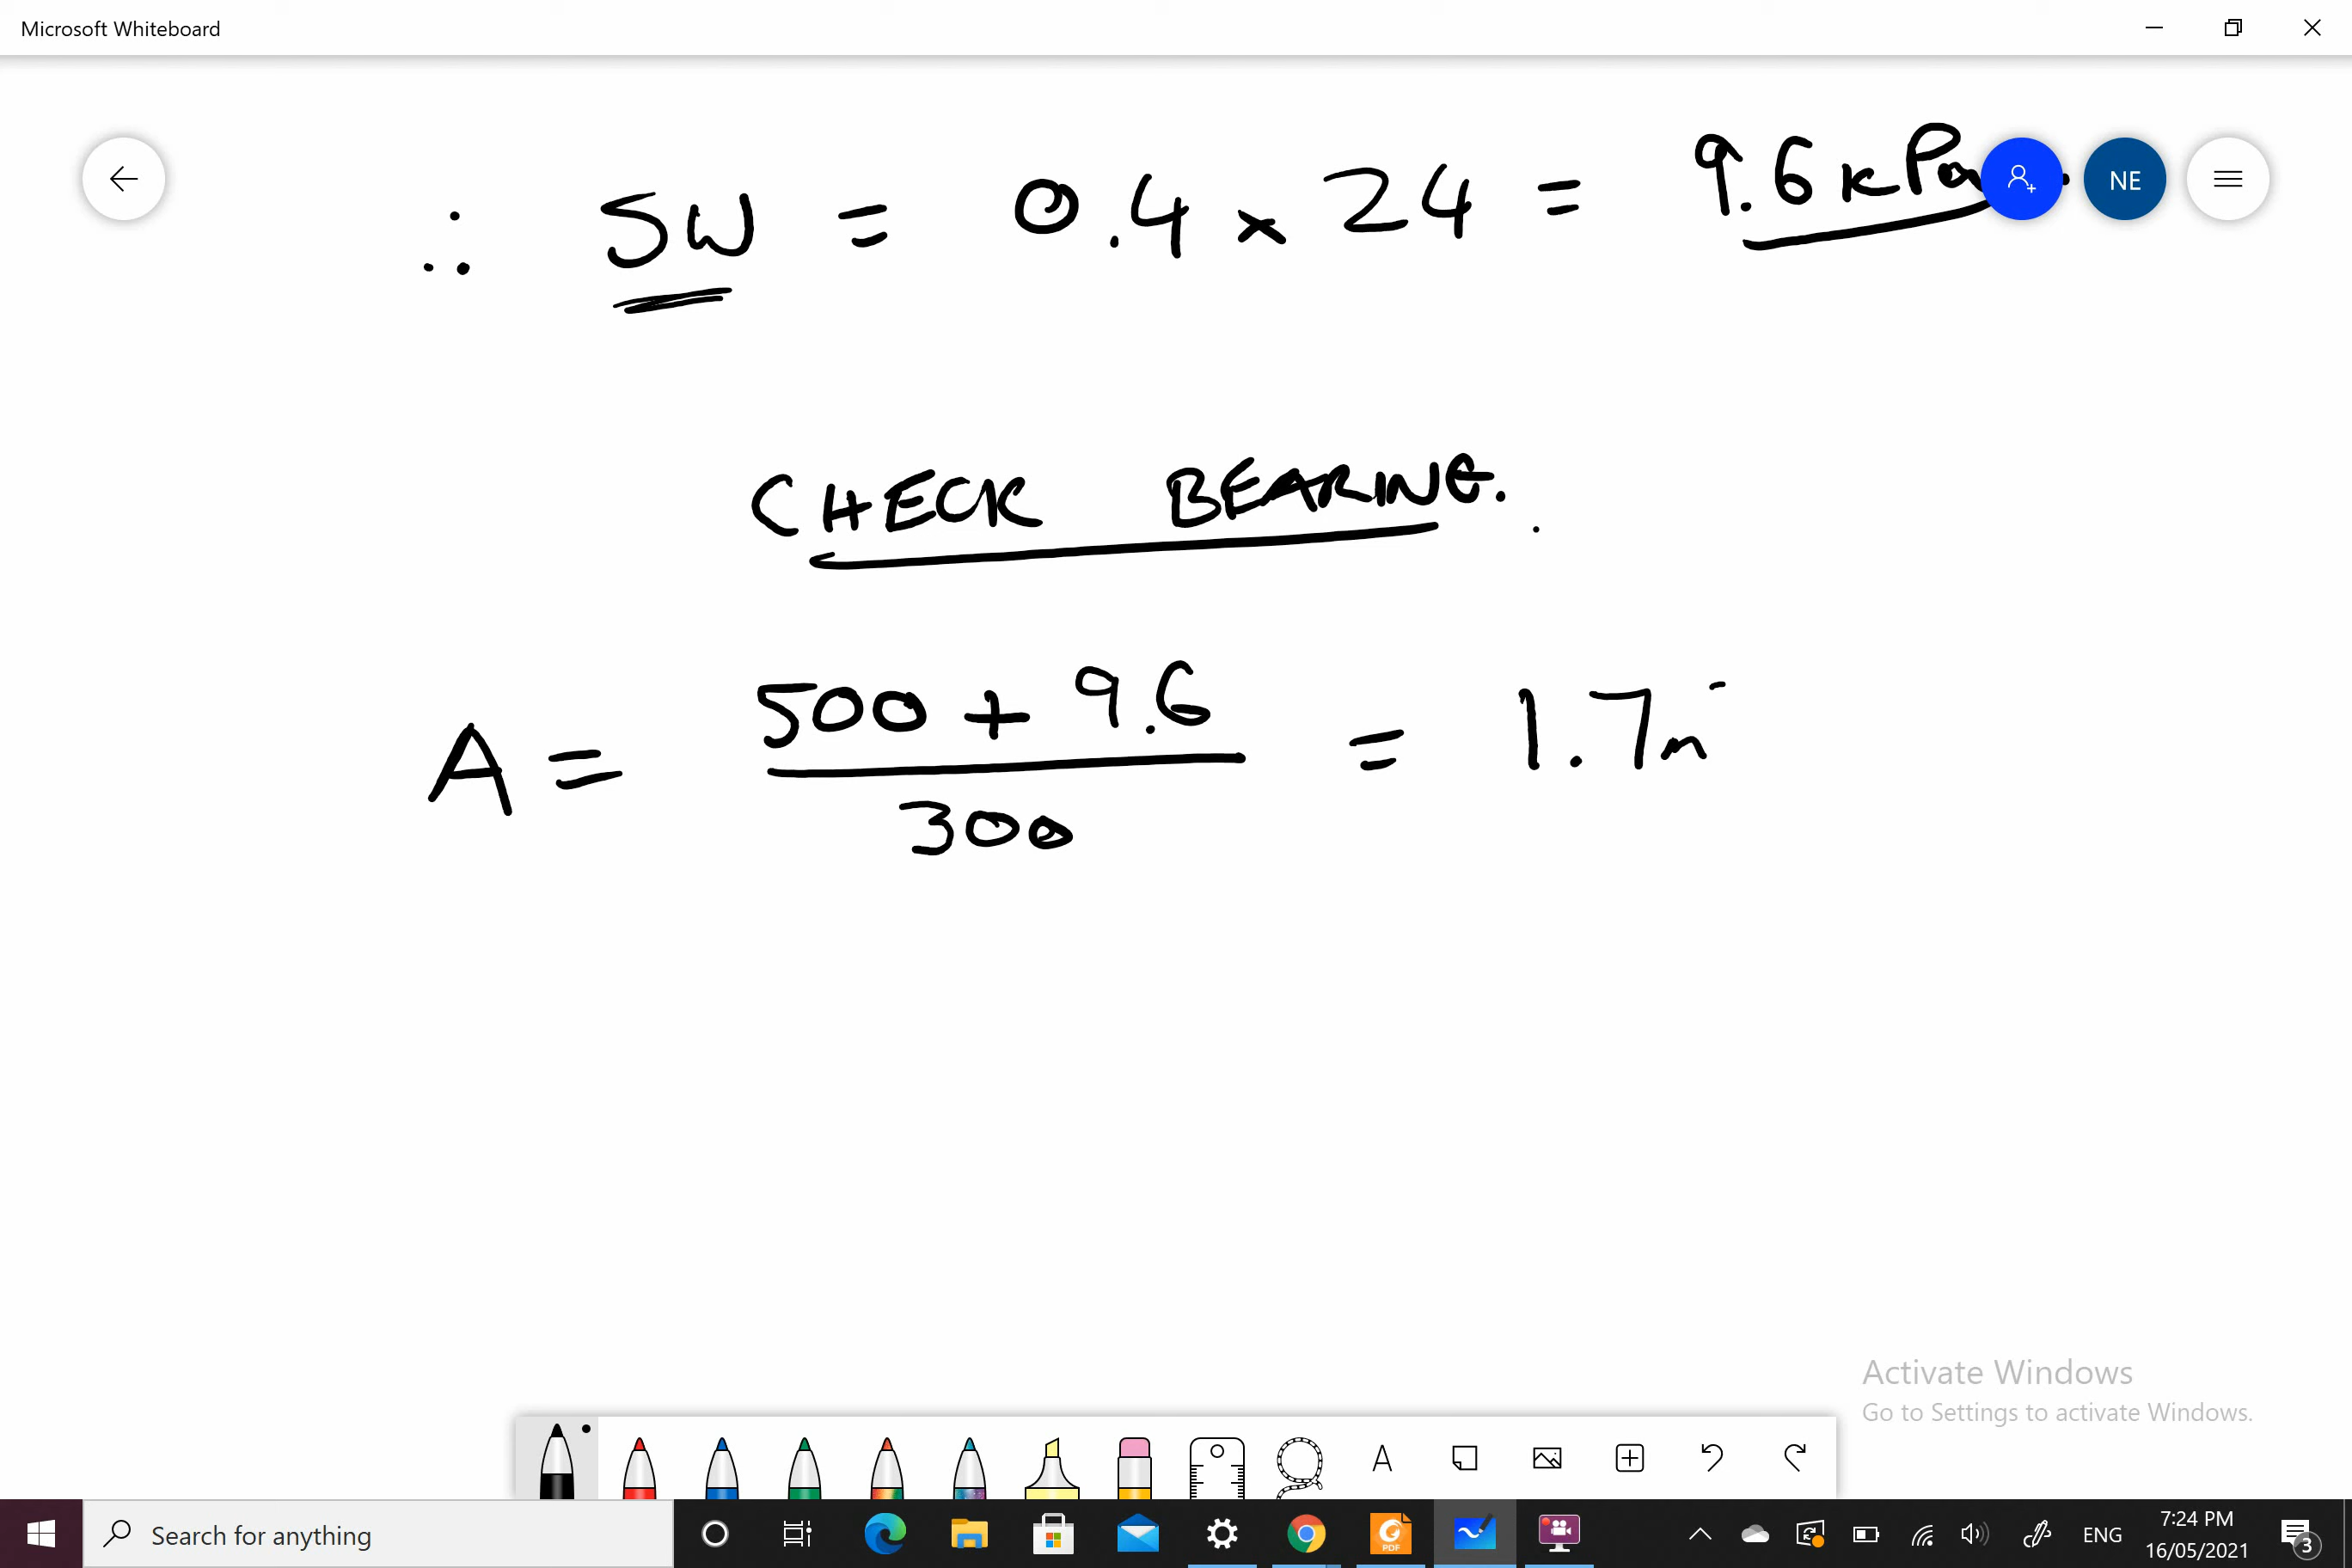 Microsoft Whiteboard
∴ SW = 0.4 × 24 = 9.6 kPa
NE
CHECK BEARING.
A = 500 + 9.6 / 300 = 1.7m
Activate Windows
Go to Settings to activate Windows.
A
Search for anything
PDF
ENG
7:24 PM
16/05/2021
3